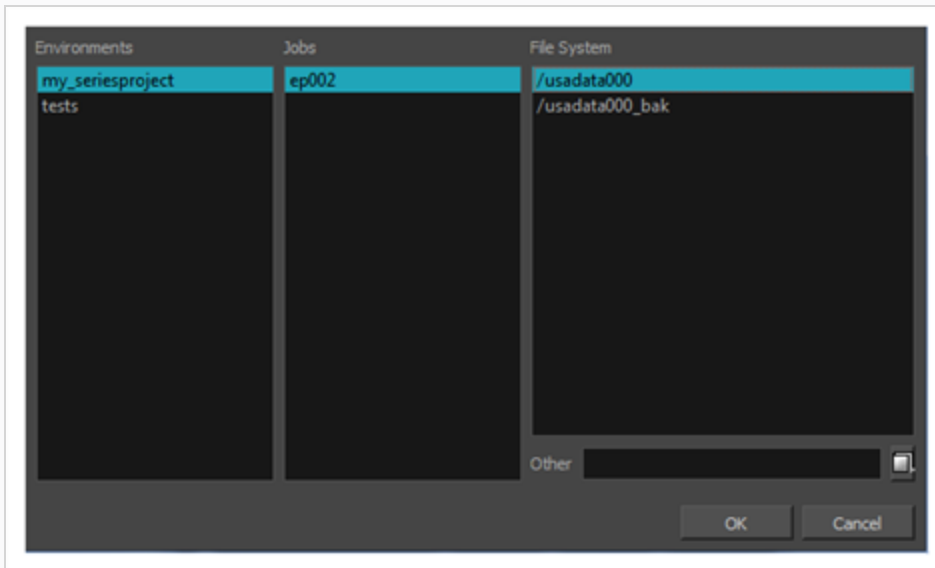 Environments Jobs File System
my_seriesproject ep002 /usadata000
tests /usadata000_bak
Other
OK Cancel